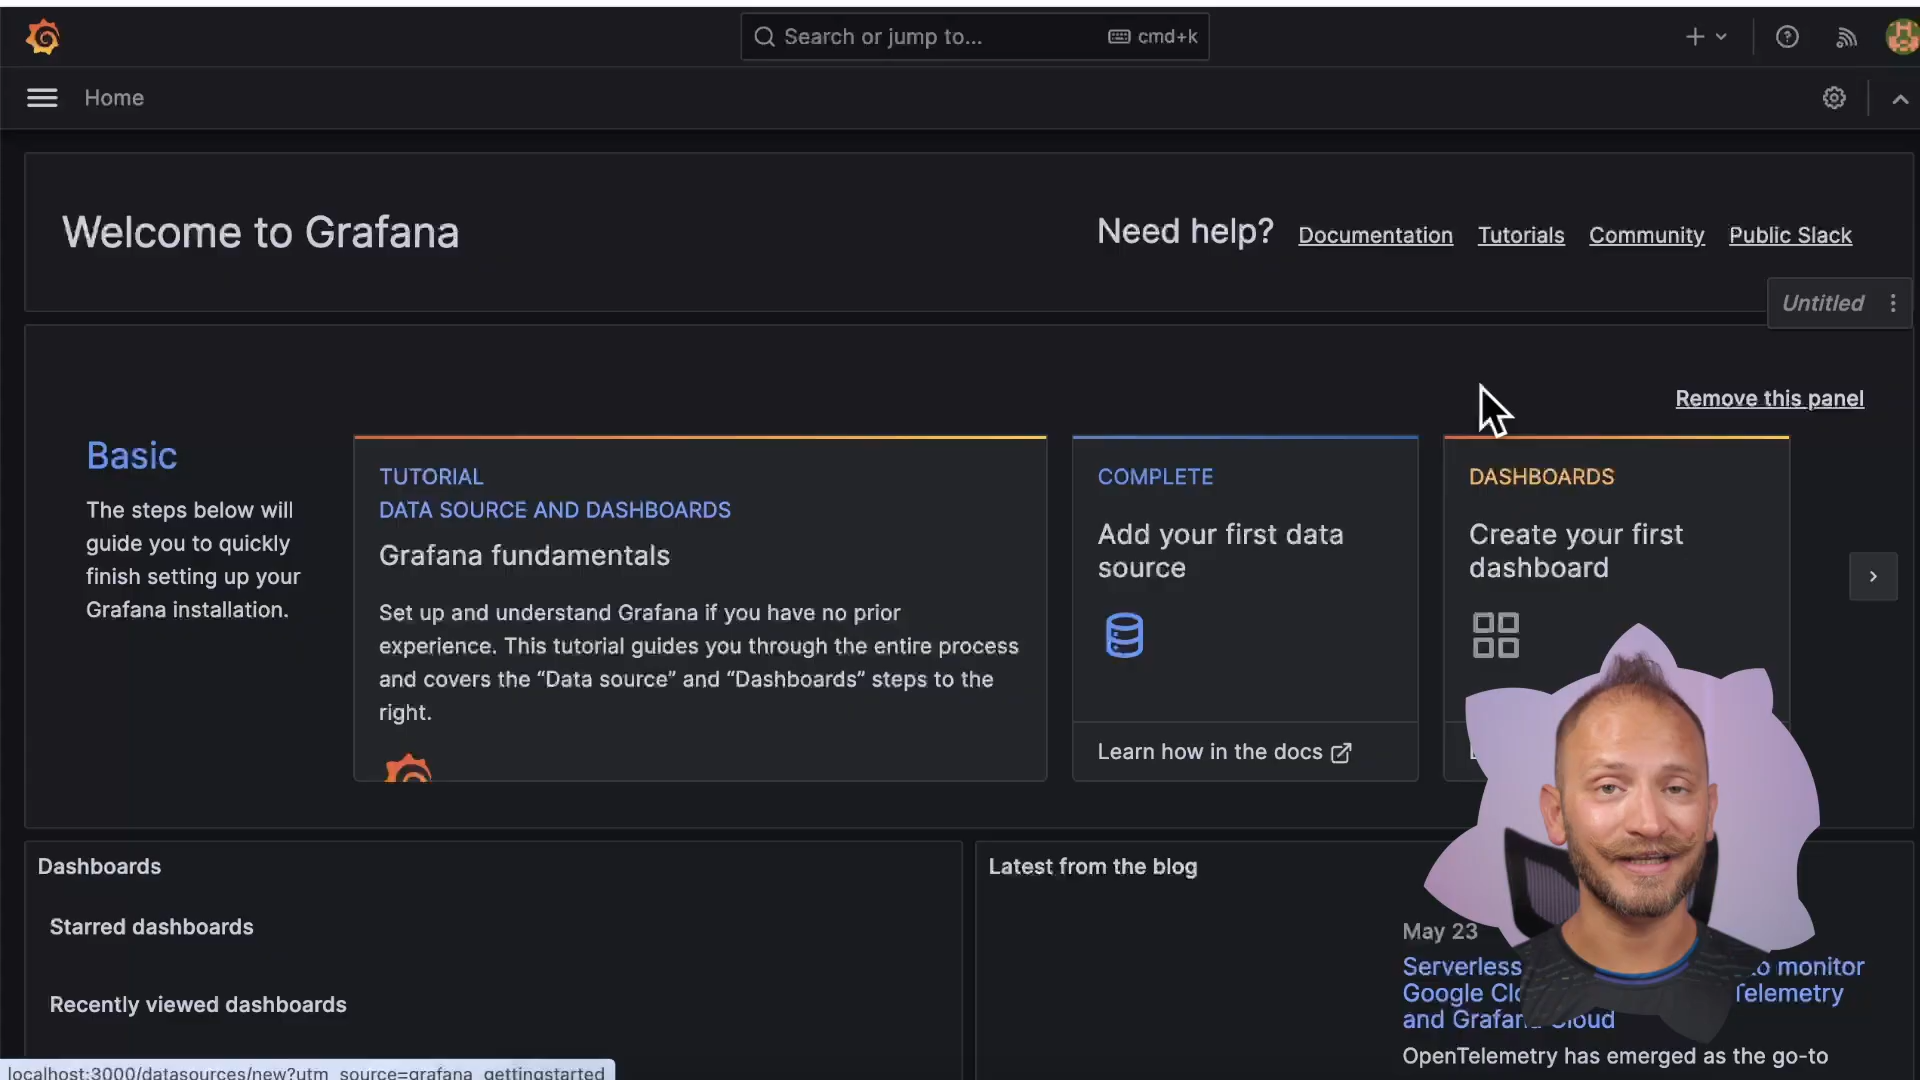 Search or jump to...
cmd+k
Home
Welcome to Grafana
Need help?
Documentation
Tutorials
Community
Public Slack
Untitled
Remove this panel
Basic
The steps below will
guide you to quickly
finish setting up your
Grafana installation.
TUTORIAL
DATA SOURCE AND DASHBOARDS
Grafana fundamentals
Set up and understand Grafana if you have no prior
experience. This tutorial guides you through the entire process
and covers the “Data source” and “Dashboards” steps to the
right.
COMPLETE
Add your first data
source
Learn how in the docs
DASHBOARDS
Create your first
dashboard
Dashboards
Starred dashboards
Recently viewed dashboards
Latest from the blog
May 23
Serverless monitor
Google Telemetry
and Grafana Cloud
OpenTelemetry has emerged as the go-to
localhost:3000/datasources/new?utm_source=grafana_gettingstarted